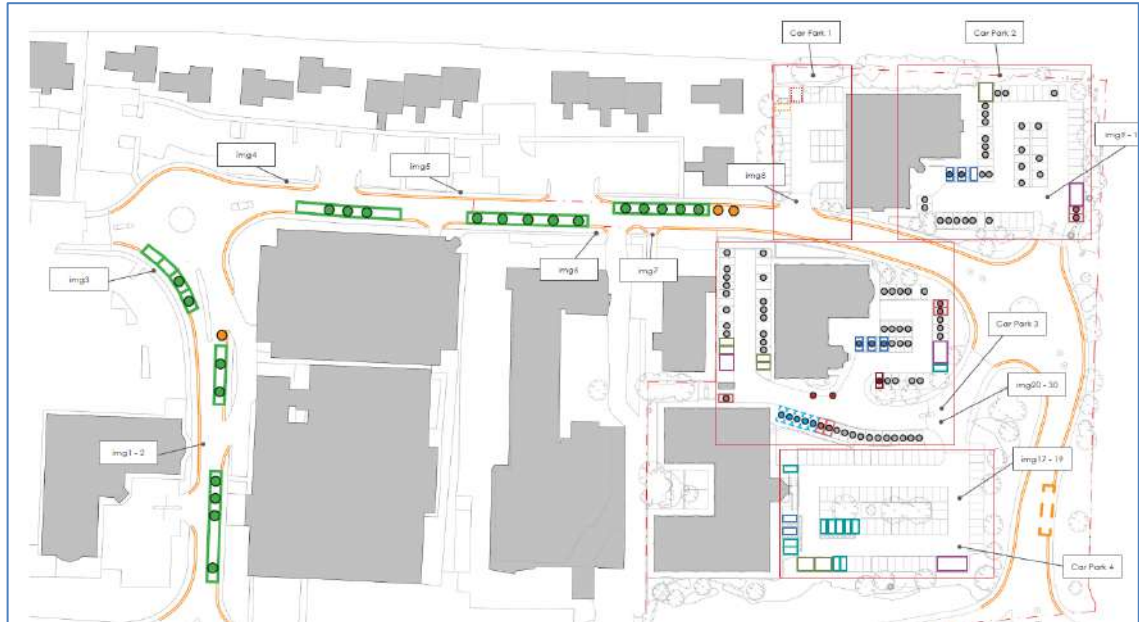 Car Park 1
Car Park 2
img4
img5
img8
img9 - 1
img3
img6
img7
Car Park 3
img20 - 30
img1 - 2
img17 - 19
Car Park 4